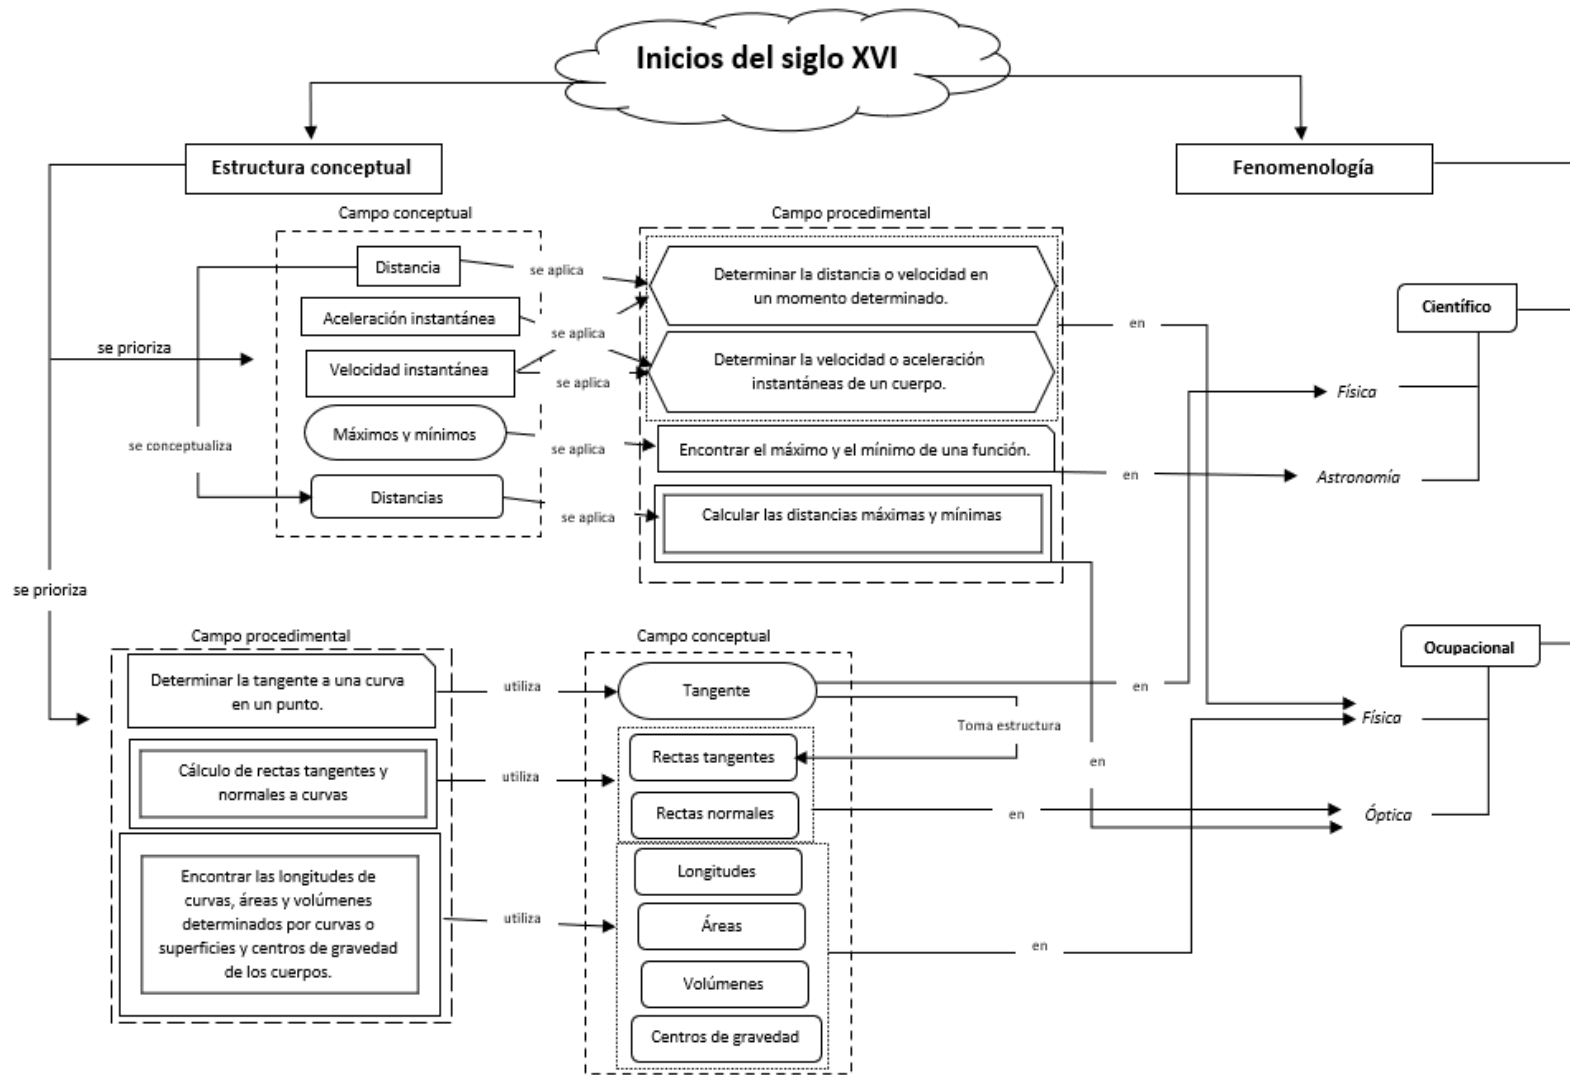 Inicios del siglo XVI
Estructura conceptual
Fenomenología
Campo conceptual
Campo procedimental
Distancia
se aplica
Determinar la distancia o velocidad en
un momento determinado.
Aceleración instantánea
se aplica
en
Científico
se prioriza
Velocidad instantánea
se aplica
Determinar la velocidad o aceleración
instantáneas de un cuerpo.
Física
se conceptualiza
Máximos y mínimos
se aplica
Encontrar el máximo y el mínimo de una función.
en
Astronomía
Distancias
se aplica
Calcular las distancias máximas y mínimas
se prioriza
Campo procedimental
Campo conceptual
Ocupacional
Determinar la tangente a una curva
en un punto.
utiliza
Tangente
en
Toma estructura
Física
Cálculo de rectas tangentes y
normales a curvas
utiliza
Rectas tangentes
en
Rectas normales
en
Óptica
Encontrar las longitudes de
curvas, áreas y volúmenes
determinados por curvas o
superficies y centros de gravedad
de los cuerpos.
utiliza
Longitudes
Áreas
en
Volúmenes
Centros de gravedad